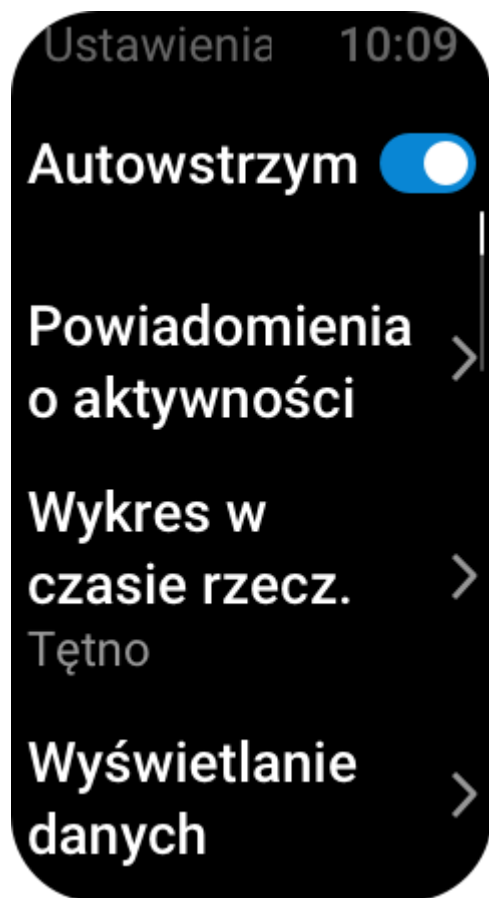 Ustawienia 10:09
Autowstrzym
Powiadomienia
o aktywności
Wykres w
czasie rzecz.
Tętno
Wyświetlanie
danych